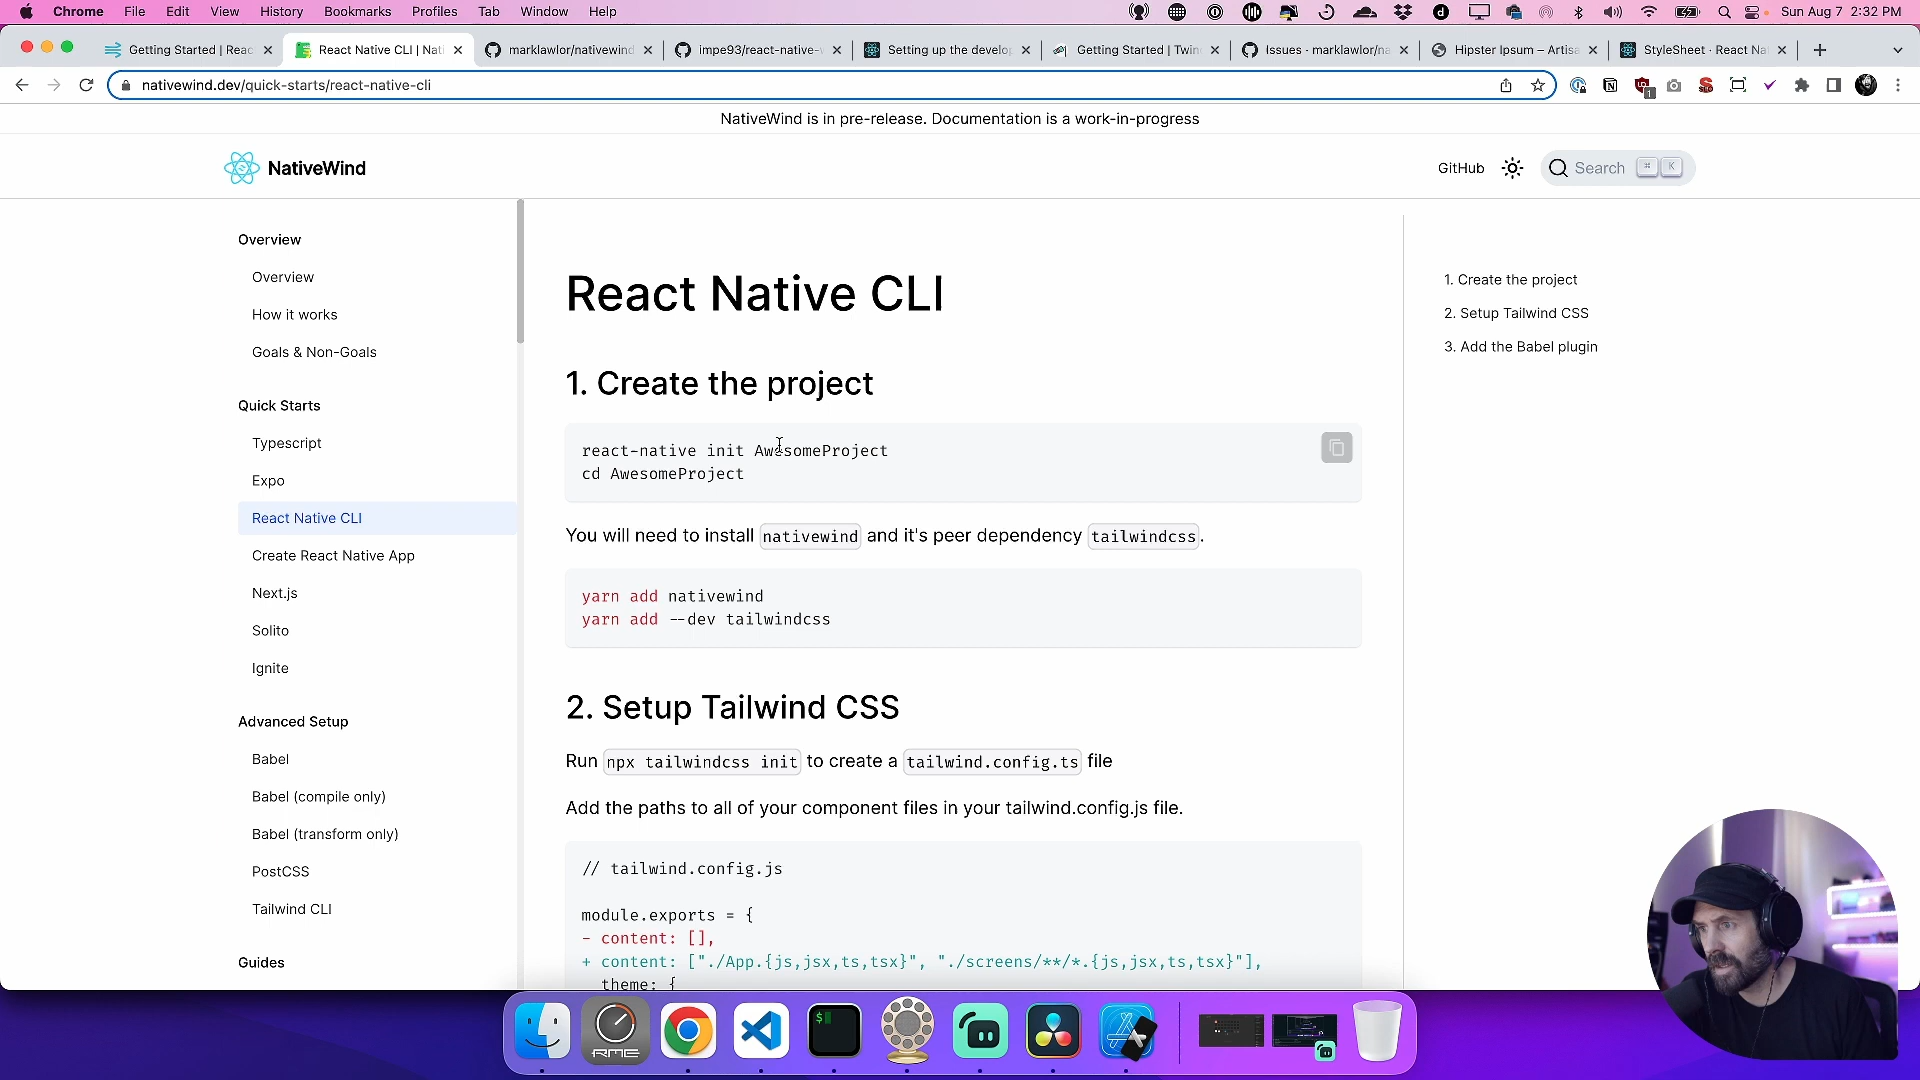 Chrome File Edit View History Bookmarks Profiles Tab Window Help Sun Aug 7 2:32 PM
Getting Started | Reac React Native CLI | Nati marklawlor/nativewind impe93/react-native- Setting up the develo Getting Started | Twin Issues · marklawlor/na Hipster Ipsum – Artisa StyleSheet · React Na
nativewind.dev/quick-starts/react-native-cli
NativeWind is in pre-release. Documentation is a work-in-progress
NativeWind
GitHub
Search ⌘ K
Overview
Overview
How it works
Goals & Non-Goals
Quick Starts
Typescript
Expo
React Native CLI
Create React Native App
Next.js
Solito
Ignite
Advanced Setup
Babel
Babel (compile only)
Babel (transform only)
PostCSS
Tailwind CLI
Guides
React Native CLI
1. Create the project
react-native init AwesomeProject
cd AwesomeProject
You will need to install nativewind and it's peer dependency tailwindcss.
yarn add nativewind
yarn add --dev tailwindcss
2. Setup Tailwind CSS
Run npx tailwindcss init to create a tailwind.config.ts file
Add the paths to all of your component files in your tailwind.config.js file.
// tailwind.config.js
module.exports = {
- content: [],
+ content: ["./App.{js,jsx,ts,tsx}", "./screens/**/*.{js,jsx,ts,tsx}"],
theme: {
1. Create the project
2. Setup Tailwind CSS
3. Add the Babel plugin
RME
$